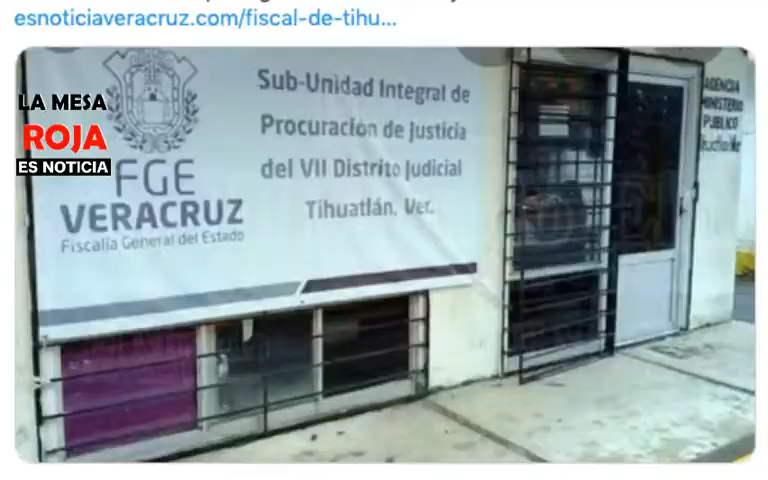 esnoticiaveracruz.com/fiscal-de-tihu...
LA MESA
ROJA
ES NOTICIA
FGE
VERACRUZ
Fiscalía General del Estado
Sub-Unidad Integral de
Procuración de Justicia
del VII Distrito Judicial
Tihuatlán, Ver.
AGENCIA
MINISTERIO
PUBLICO